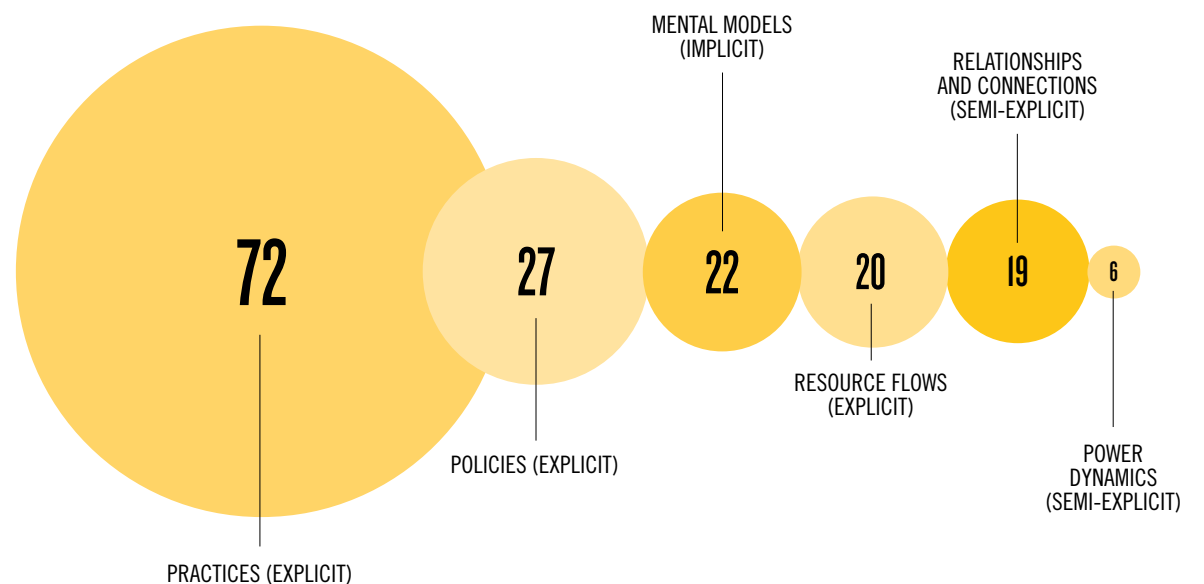 MENTAL MODELS
(IMPLICIT)
RELATIONSHIPS
AND CONNECTIONS
(SEMI-EXPLICIT)
72
27
22
20
19
6
RESOURCE FLOWS
(EXPLICIT)
POLICIES (EXPLICIT)
POWER
DYNAMICS
(SEMI-EXPLICIT)
PRACTICES (EXPLICIT)